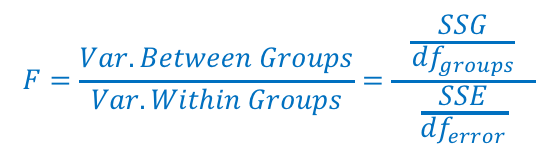 F = Var. Between Groups / Var. Within Groups = (SSG / df_groups) / (SSE / df_error)